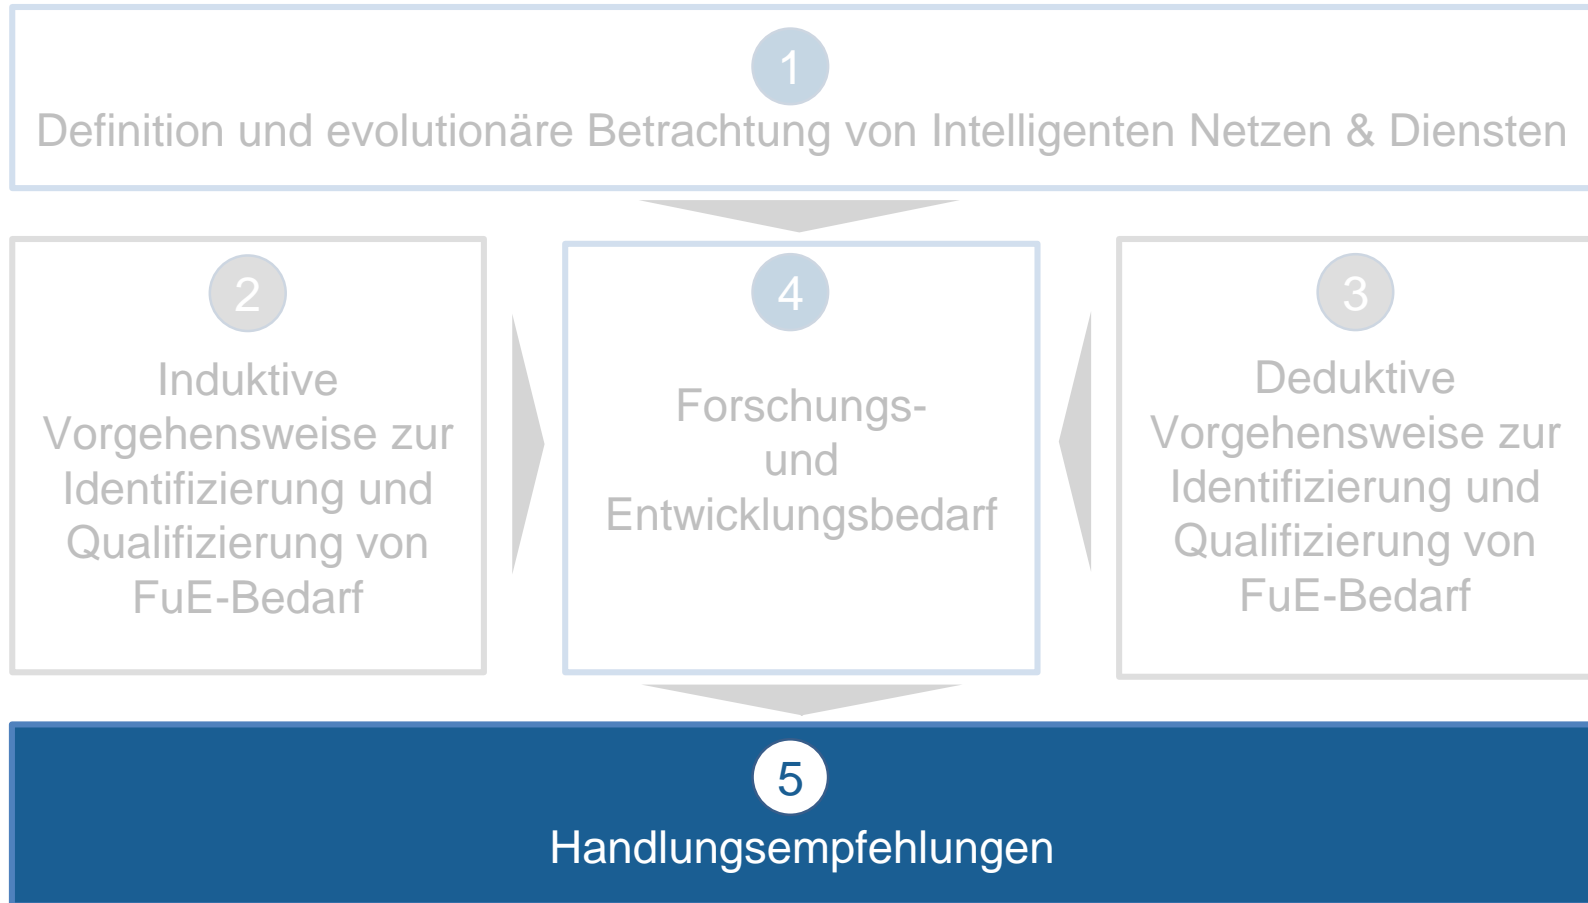 1
Definition und evolutionäre Betrachtung von Intelligenten Netzen & Diensten
2
Induktive
Vorgehensweise zur
Identifizierung und
Qualifizierung von
FuE-Bedarf
4
Forschungs-
und
Entwicklungsbedarf
3
Deduktive
Vorgehensweise zur
Identifizierung und
Qualifizierung von
FuE-Bedarf
5
Handlungsempfehlungen